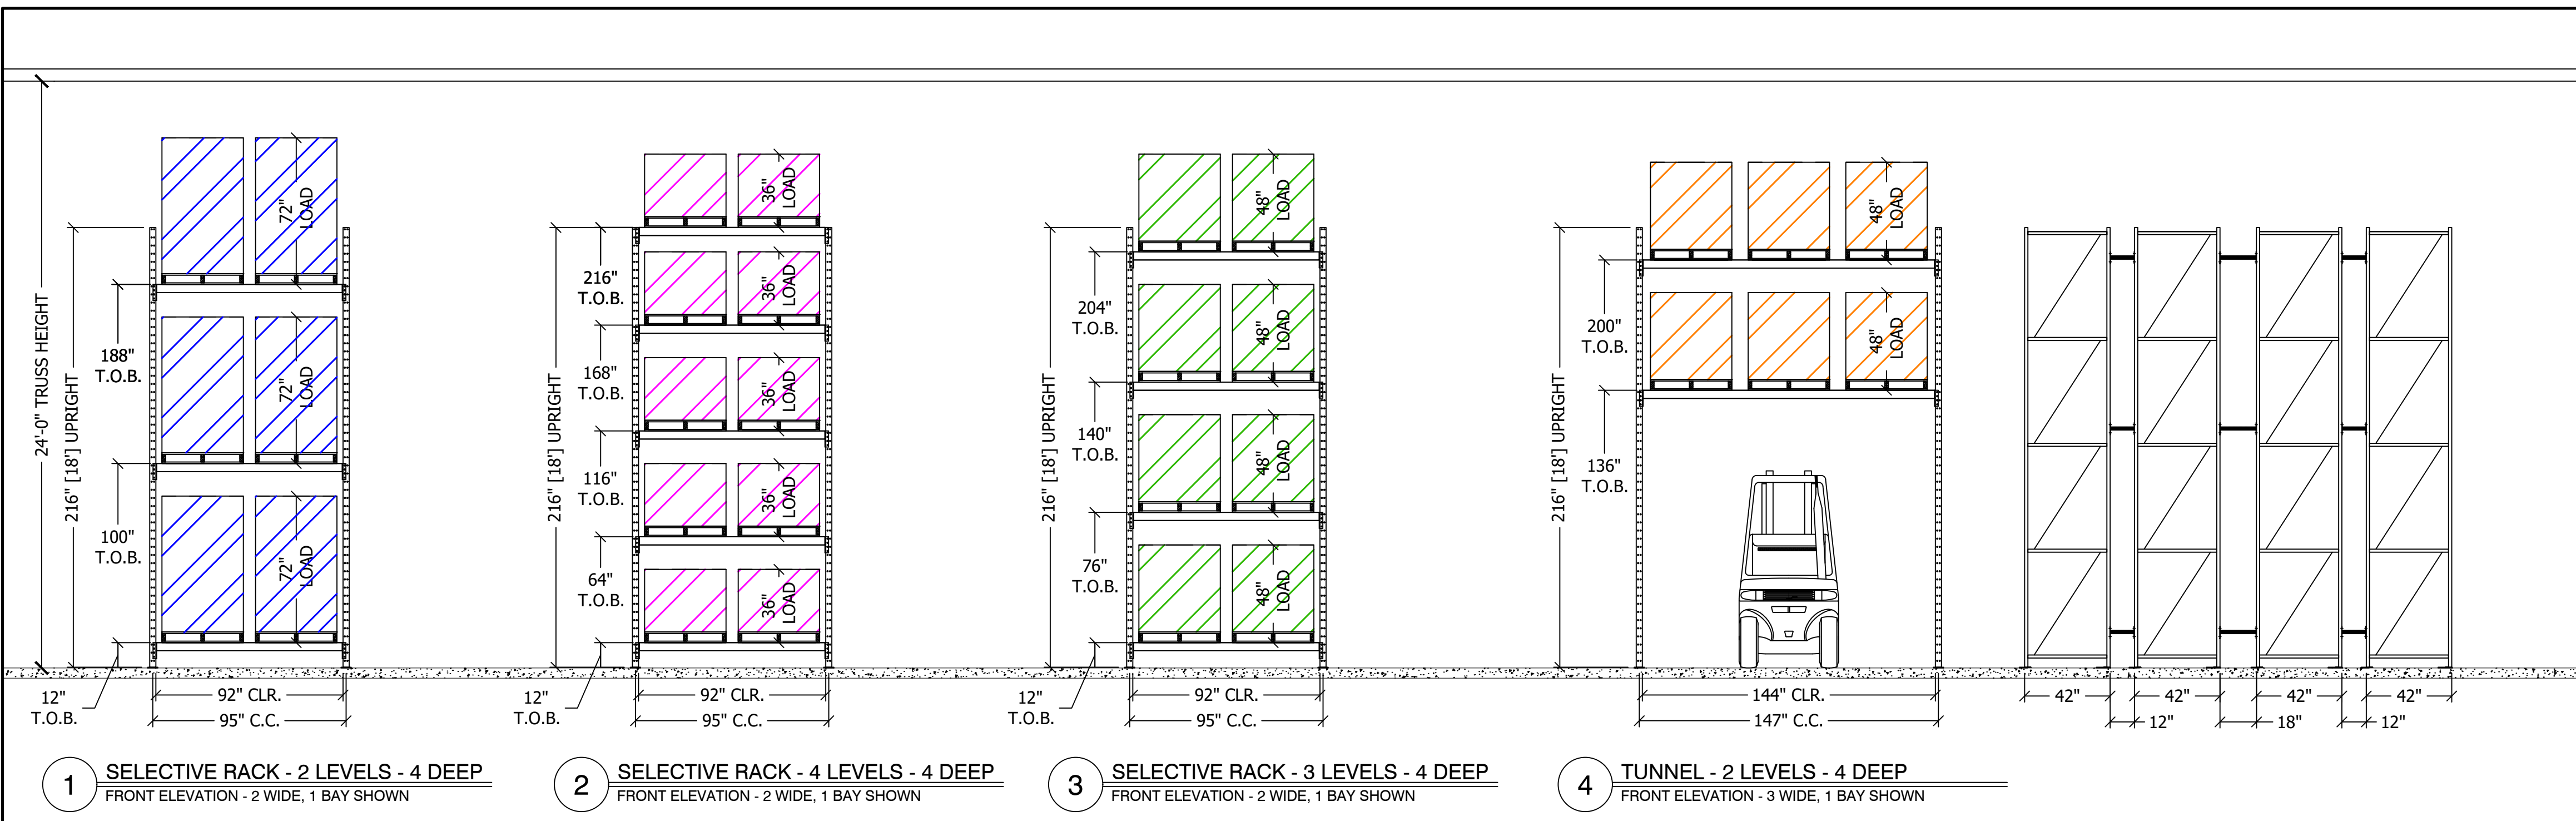 24'-0" TRUSS HEIGHT
216" [18'] UPRIGHT
188"
T.O.B.
100"
T.O.B.
12"
T.O.B.
72"
LOAD
72"
LOAD
72"
LOAD
92" CLR.
95" C.C.
1
SELECTIVE RACK - 2 LEVELS - 4 DEEP
FRONT ELEVATION - 2 WIDE, 1 BAY SHOWN
216" [18'] UPRIGHT
216"
T.O.B.
168"
T.O.B.
116"
T.O.B.
64"
T.O.B.
12"
T.O.B.
36"
LOAD
36"
LOAD
36"
LOAD
36"
LOAD
36"
LOAD
92" CLR.
95" C.C.
2
SELECTIVE RACK - 4 LEVELS - 4 DEEP
FRONT ELEVATION - 2 WIDE, 1 BAY SHOWN
216" [18'] UPRIGHT
204"
T.O.B.
140"
T.O.B.
76"
T.O.B.
12"
T.O.B.
48"
LOAD
48"
LOAD
48"
LOAD
48"
LOAD
92" CLR.
95" C.C.
3
SELECTIVE RACK - 3 LEVELS - 4 DEEP
FRONT ELEVATION - 2 WIDE, 1 BAY SHOWN
216" [18'] UPRIGHT
200"
T.O.B.
136"
T.O.B.
48"
LOAD
48"
LOAD
144" CLR.
147" C.C.
4
TUNNEL - 2 LEVELS - 4 DEEP
FRONT ELEVATION - 3 WIDE, 1 BAY SHOWN
42" 42" 42" 42"
12" 18" 12"